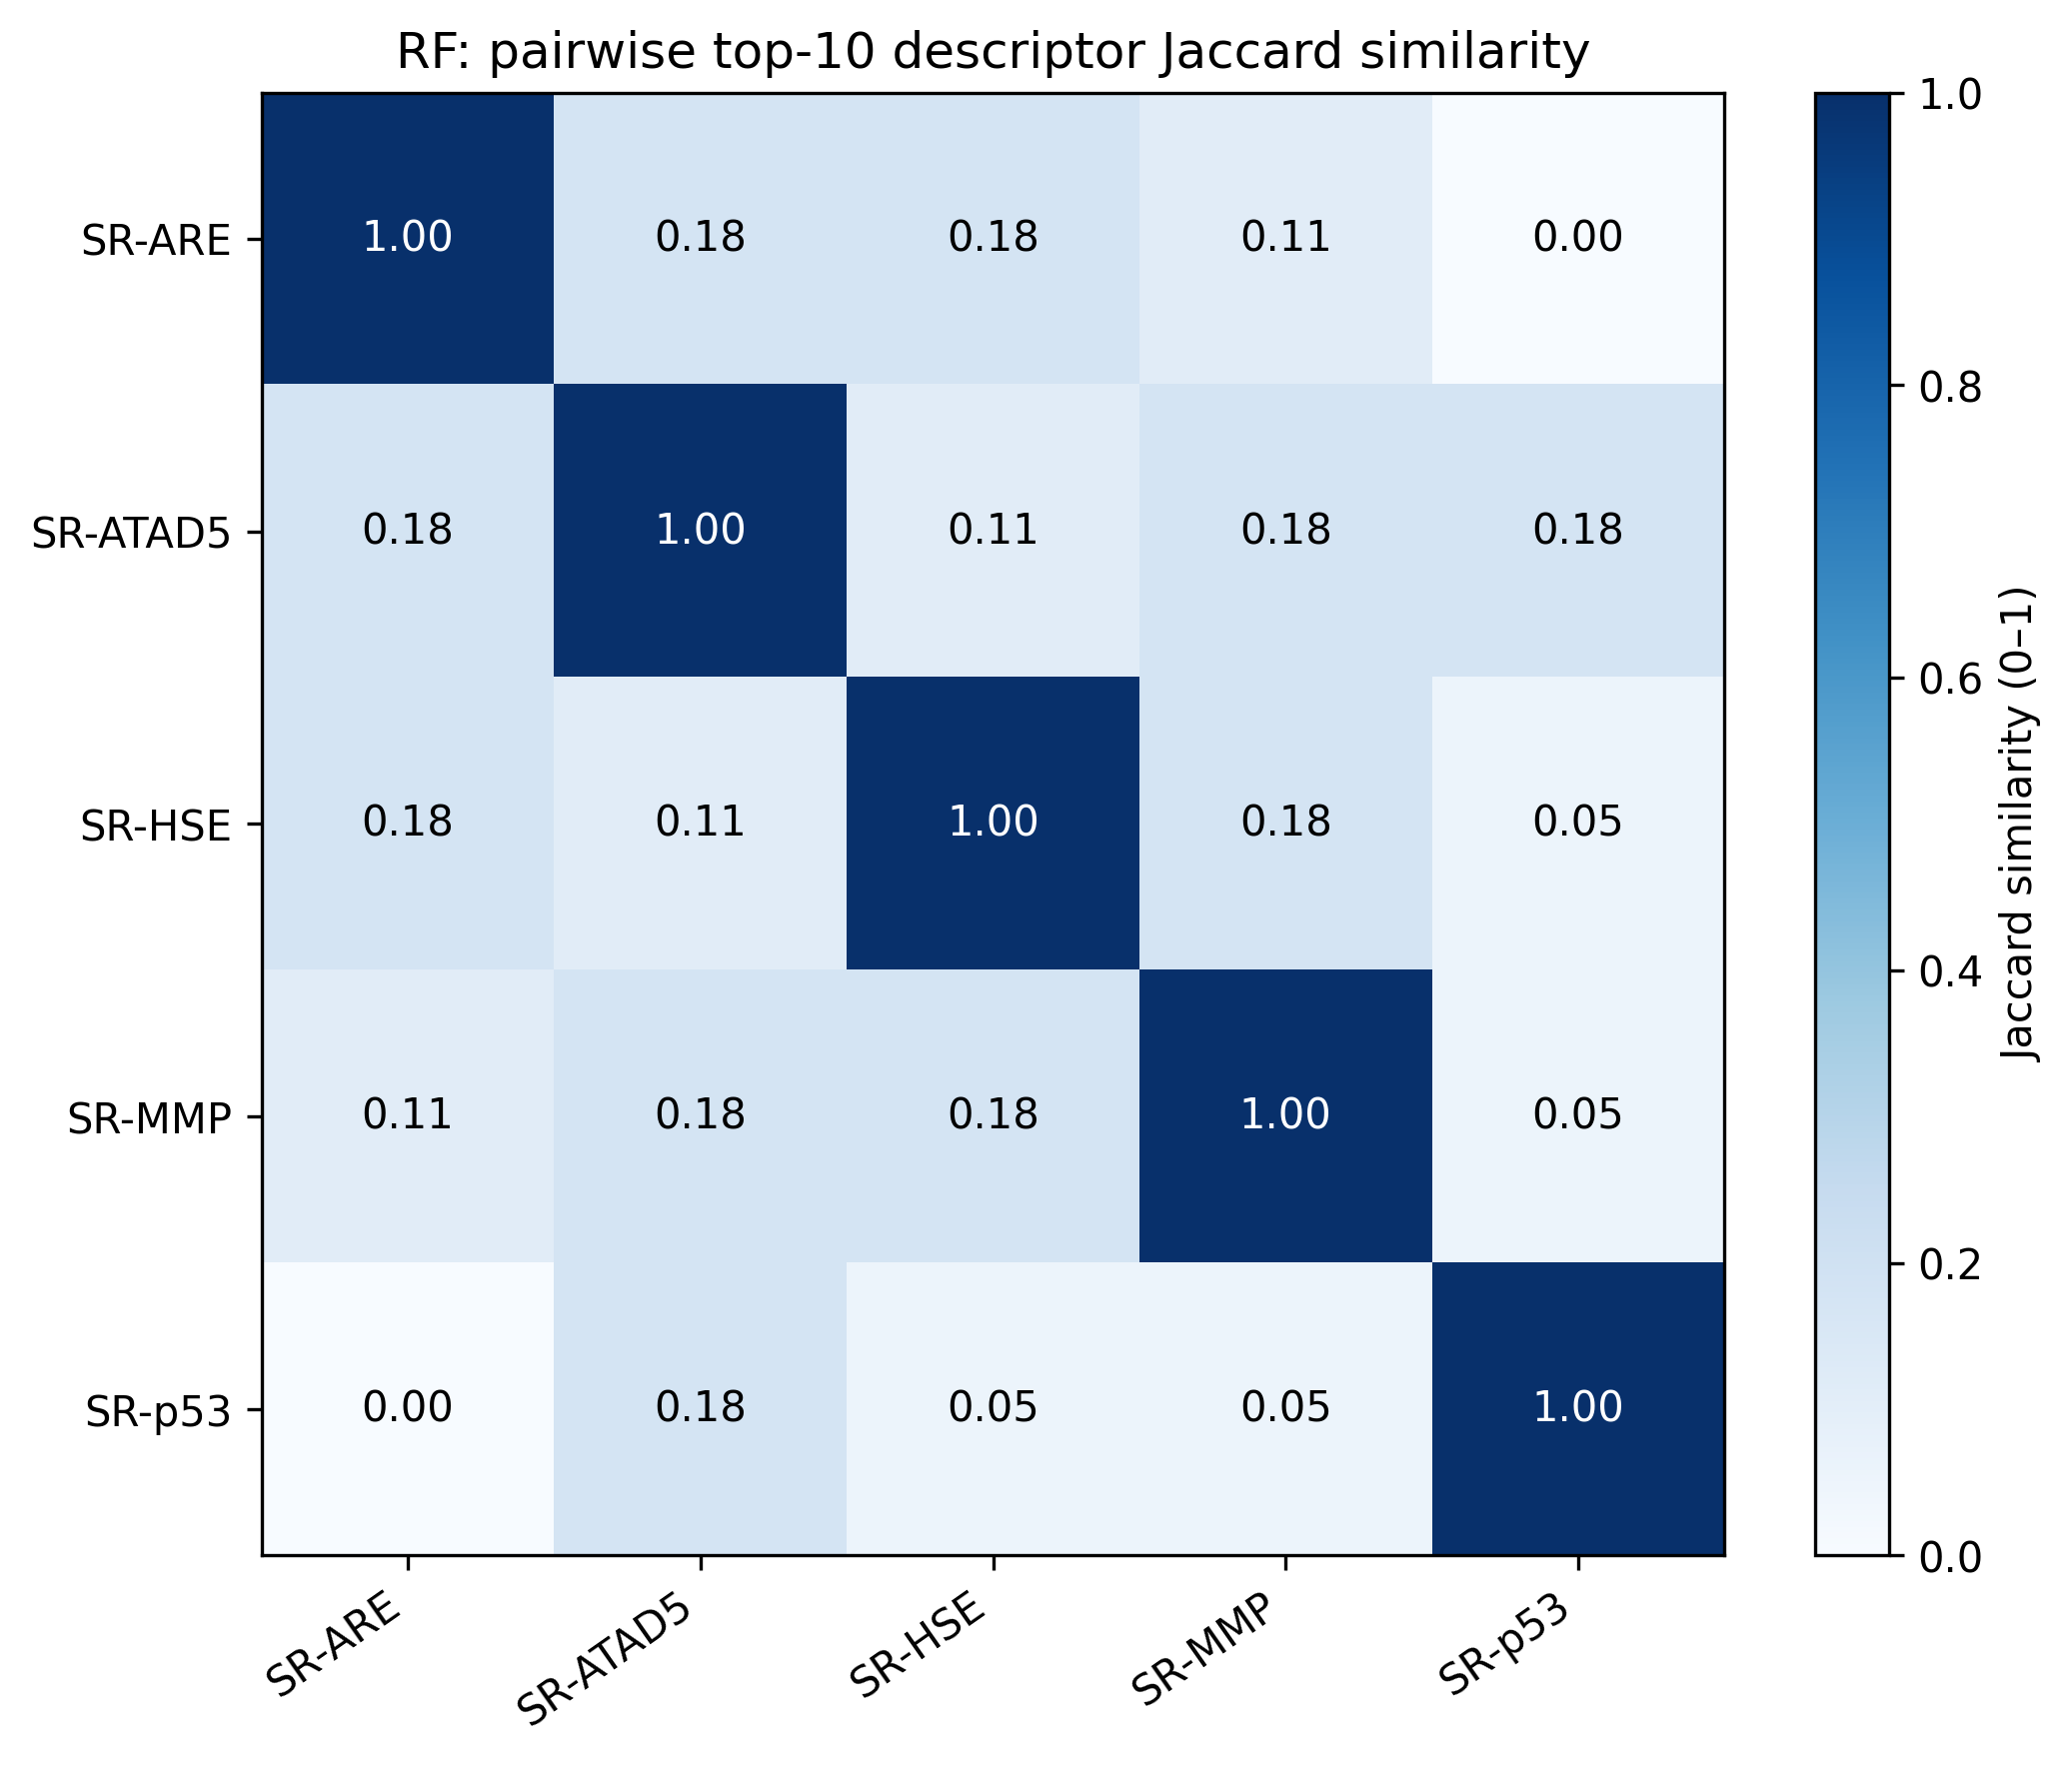 RF: pairwise top-10 descriptor Jaccard similarity
SR-ARE 1.00 0.18 0.18 0.11 0.00
SR-ATAD5 0.18 1.00 0.11 0.18 0.18
SR-HSE 0.18 0.11 1.00 0.18 0.05
SR-MMP 0.11 0.18 0.18 1.00 0.05
SR-p53 0.00 0.18 0.05 0.05 1.00
SR-ARE SR-ATAD5 SR-HSE SR-MMP SR-p53
1.0
0.8
0.6
0.4
0.2
0.0
Jaccard similarity (0–1)